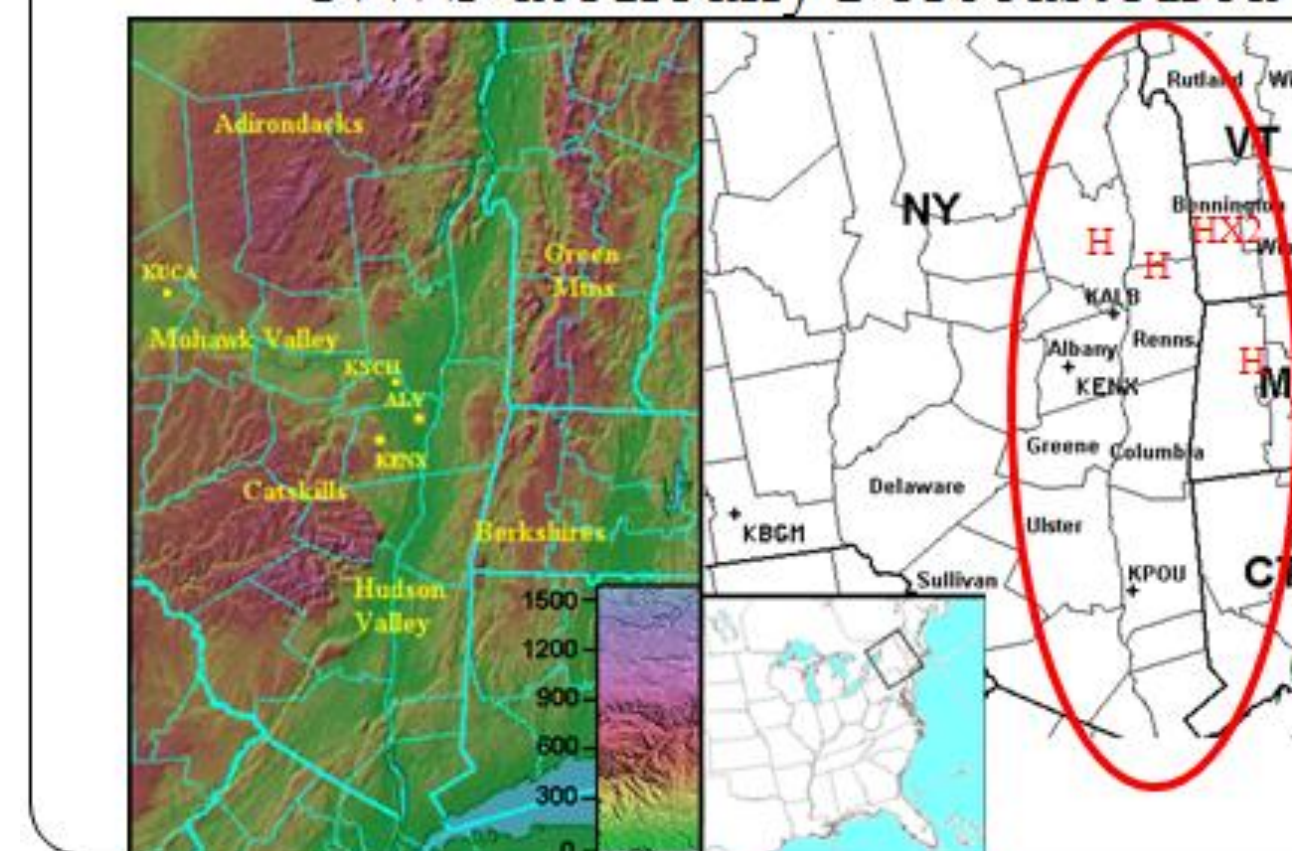 Adirondacks
Green
Mtns
KUCA
Mohawk Valley
KSCH
ALY
KENX
Catskills
Berkshires
Hudson
Valley
1500
1200
900
600
300
0
Rutland
VT
NY
Bennington
HX2
H
H
KALB
Renns.
Albany
H
KENX
Greene
Columbia
Delaware
KBGM
Ulster
KPOU
Sullivan